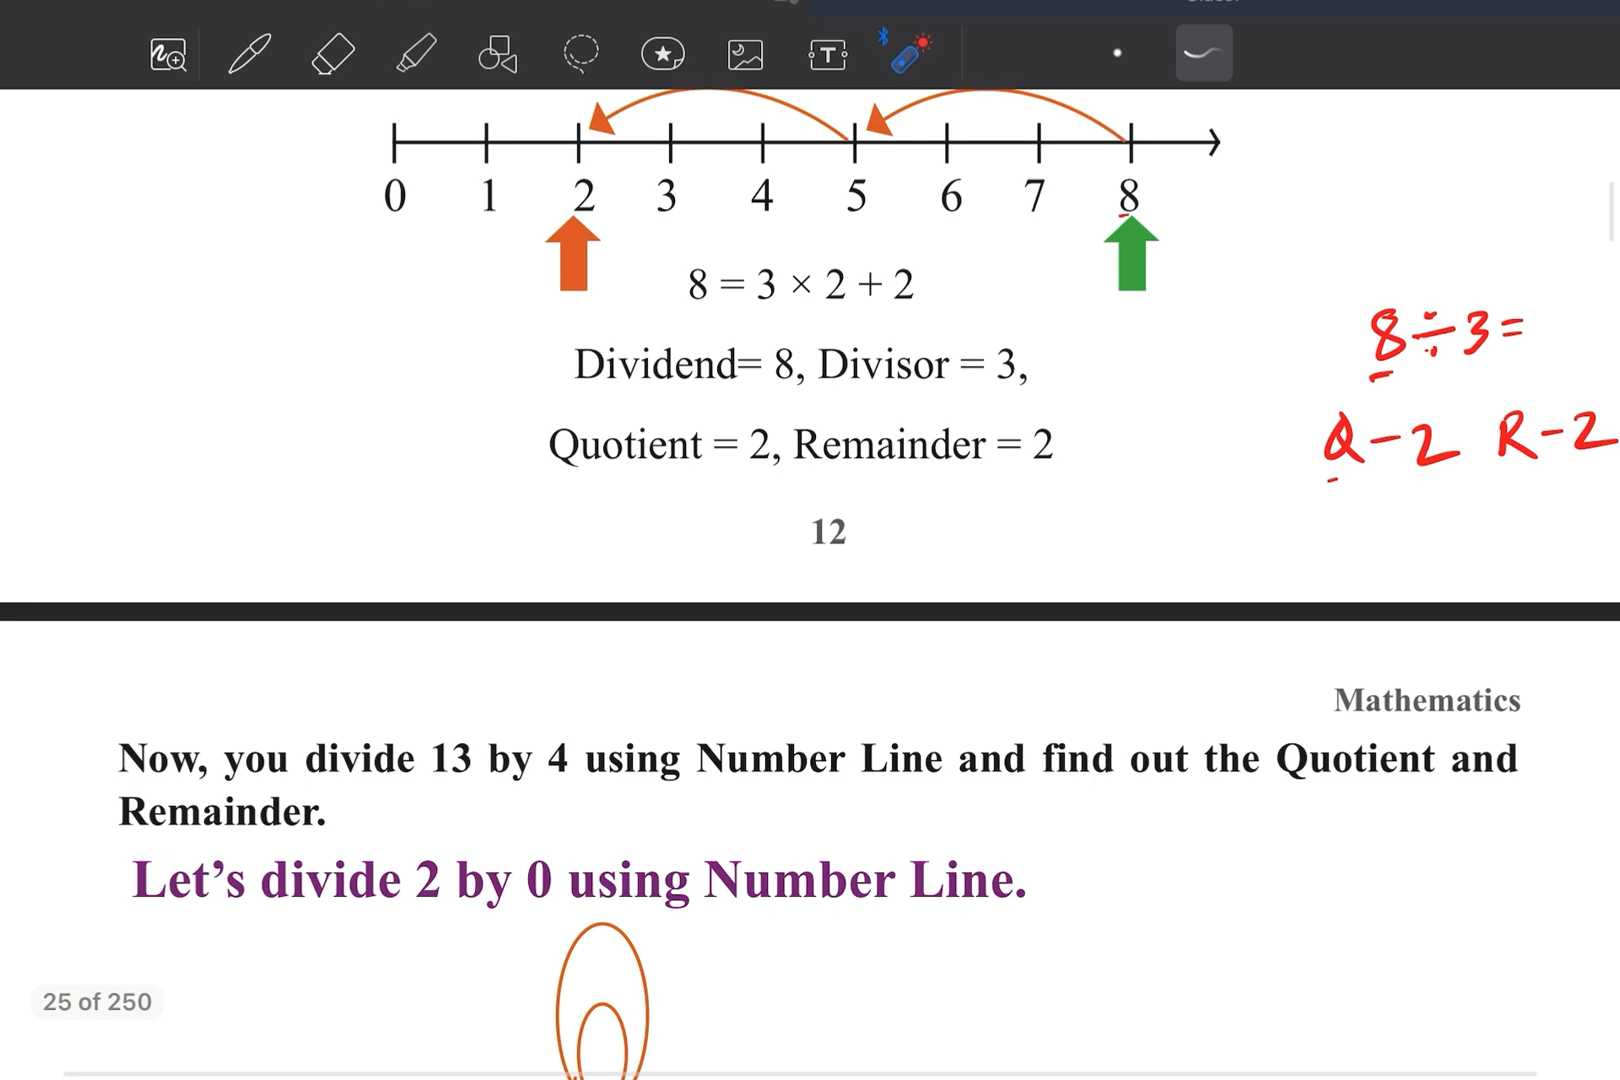 0 1 2 3 4 5 6 7 8
8 = 3 × 2 + 2
8 ÷ 3 =
Dividend= 8, Divisor = 3,
Quotient = 2, Remainder = 2
Q - 2 R - 2
12
Mathematics
Now, you divide 13 by 4 using Number Line and find out the Quotient and
Remainder.
Let’s divide 2 by 0 using Number Line.
25 of 250